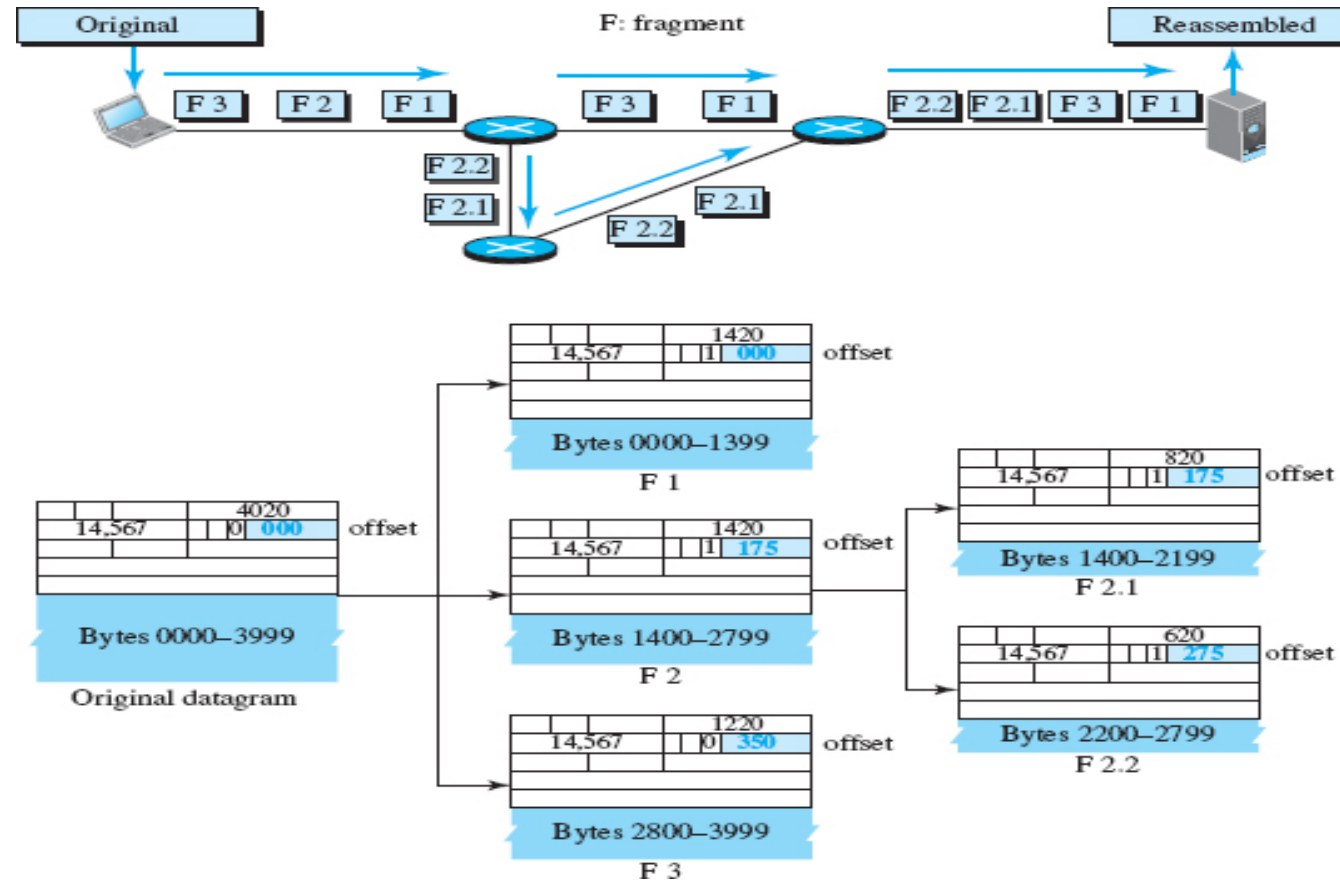 Original
F: fragment
Reassembled
F 3 F 2 F 1
F 3 F 1
F 2.2 F 2.1 F 3 F 1
F 2.2
F 2.1
F 2.1
F 2.2
1420
14,567 1 000 offset
Bytes 0000–1399
F 1
4020
14,567 0 000 offset
Bytes 0000–3999
Original datagram
1420
14,567 1 175 offset
Bytes 1400–2799
F 2
1220
14,567 0 350 offset
Bytes 2800–3999
F 3
820
14,567 1 175 offset
Bytes 1400–2199
F 2.1
620
14,567 1 275 offset
Bytes 2200–2799
F 2.2